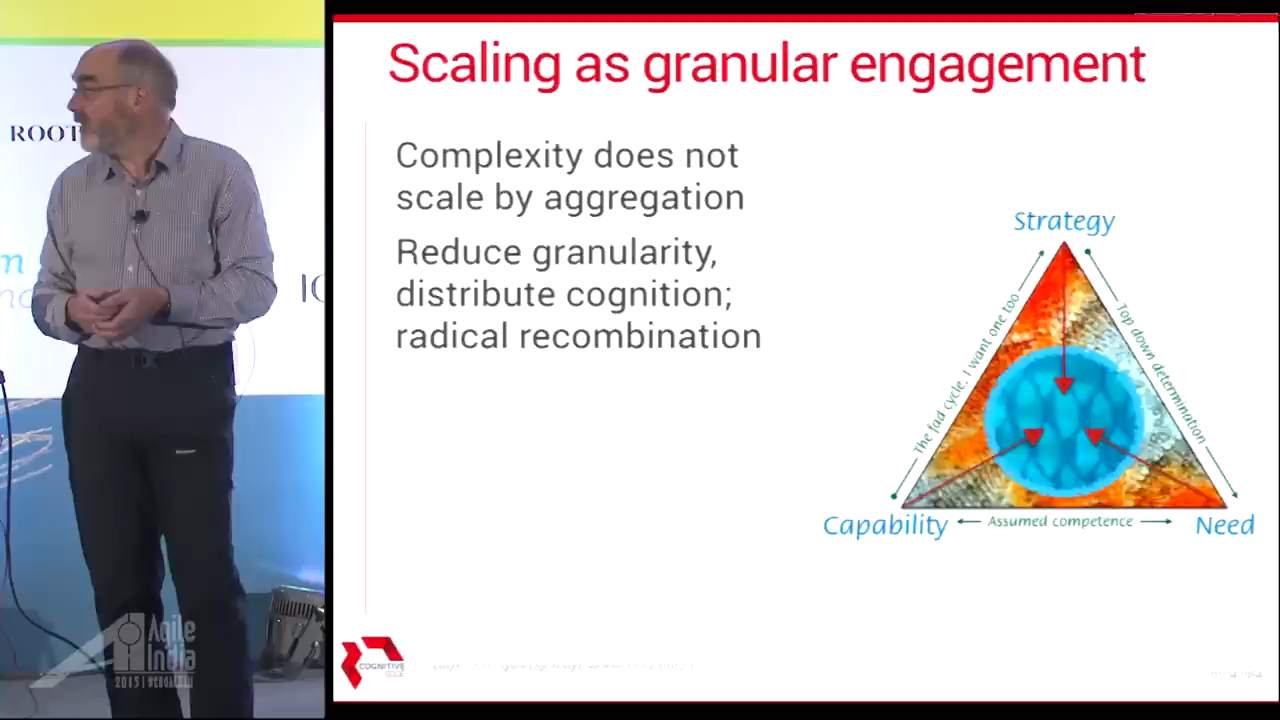 Scaling as granular engagement
Complexity does not
scale by aggregation
Reduce granularity,
distribute cognition;
radical recombination
Strategy
The fad cycle, I want one too
Top down determination
Capability
Assumed competence
Need
ROOT
COGNITIVE
EDGE
Agile
India
2015 | BENGALURU